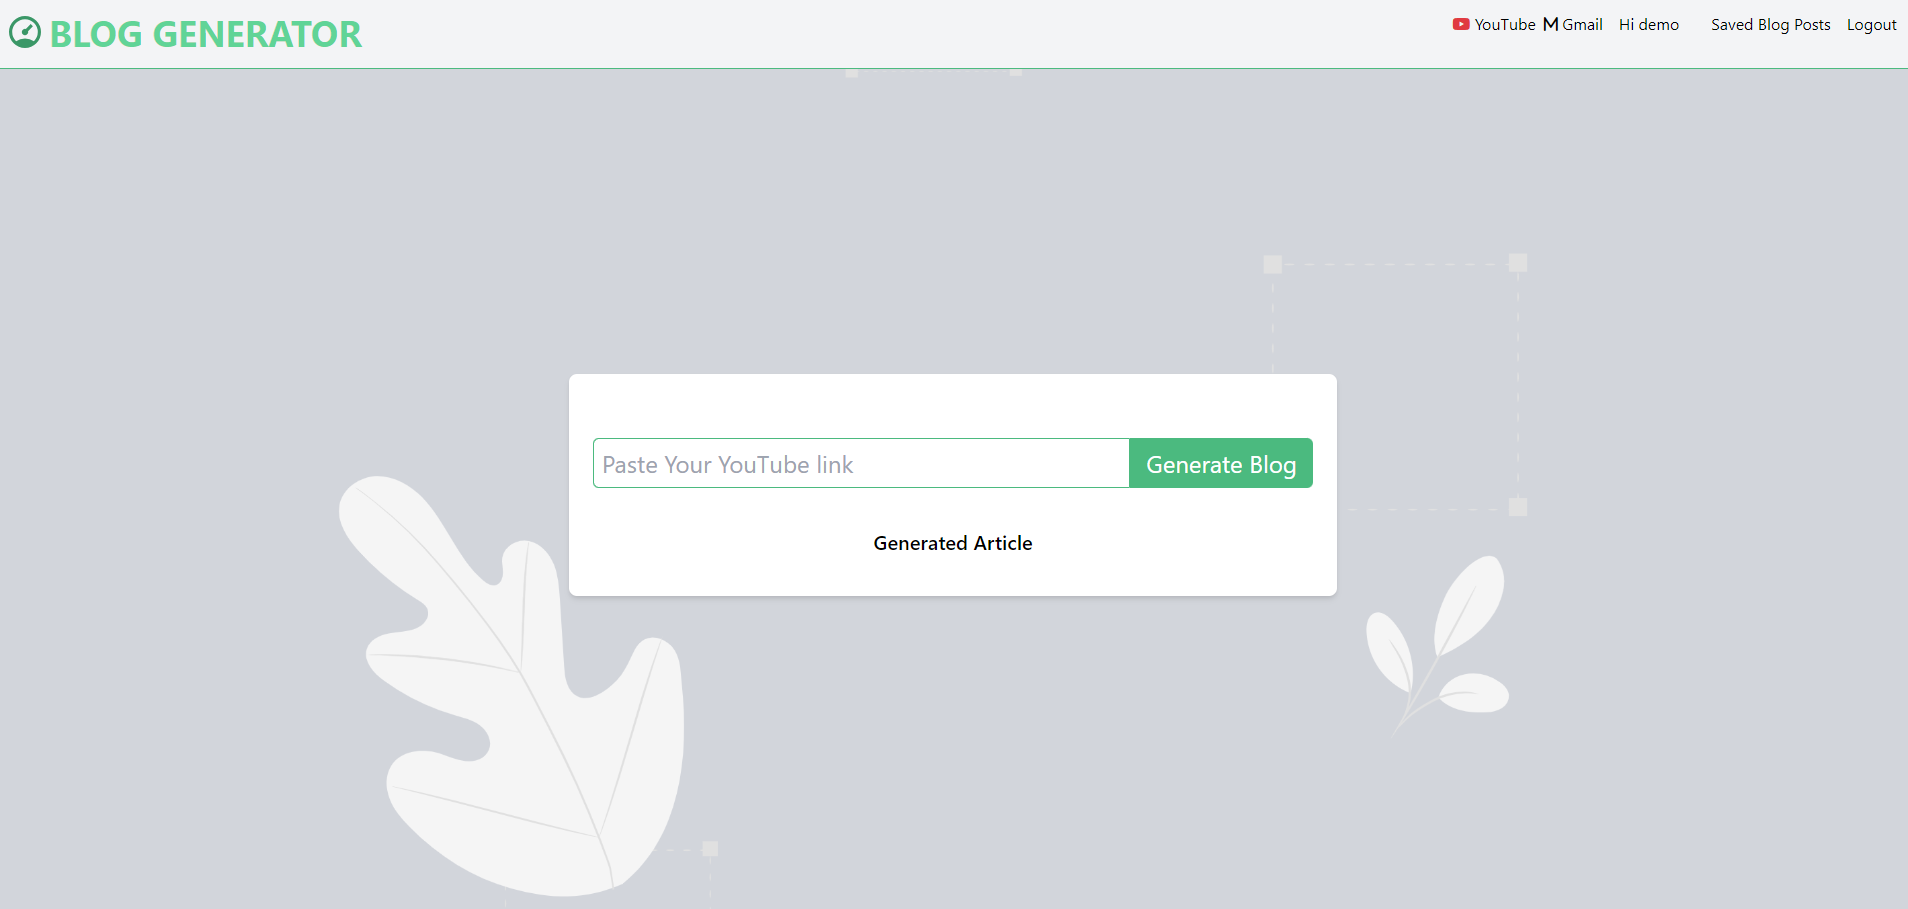 BLOG GENERATOR
YouTube Gmail Hi demo Saved Blog Posts Logout
Paste Your YouTube link Generate Blog
Generated Article